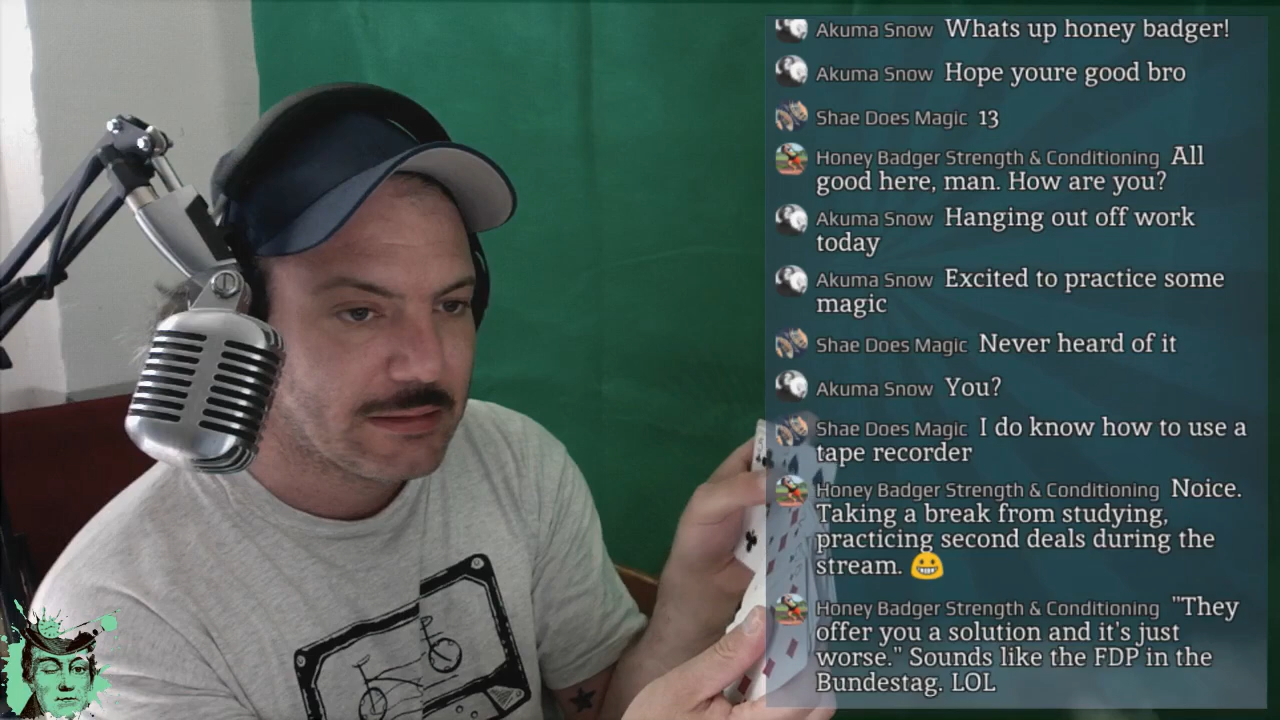 Akuma Snow Whats up honey badger!
Akuma Snow Hope youre good bro
Shae Does Magic 13
Honey Badger Strength & Conditioning All
good here, man. How are you?
Akuma Snow Hanging out off work
today
Akuma Snow Excited to practice some
magic
Shae Does Magic Never heard of it
Akuma Snow You?
Shae Does Magic I do know how to use a
tape recorder
Honey Badger Strength & Conditioning Noice.
Taking a break from studying,
practicing second deals during the
stream. 😬
Honey Badger Strength & Conditioning "They
offer you a solution and it's just
worse." Sounds like the FDP in the
Bundestag. LOL